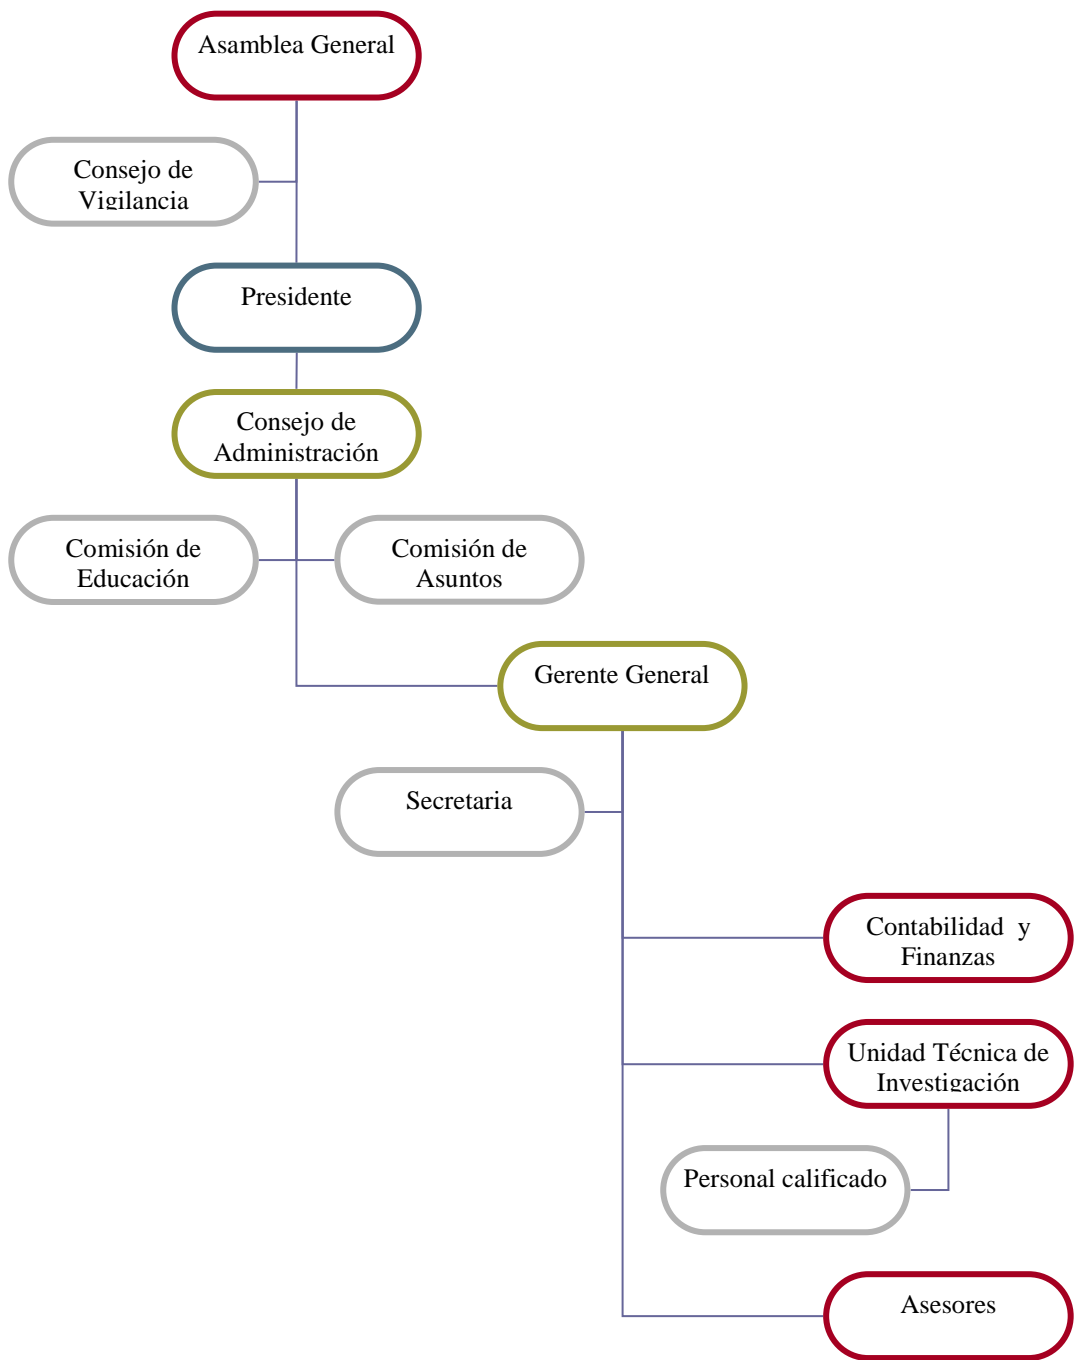 Asamblea General
Consejo de
Vigilancia
Presidente
Consejo de
Administración
Comisión de
Educación
Comisión de
Asuntos
Gerente General
Secretaria
Contabilidad y
Finanzas
Unidad Técnica de
Investigación
Personal calificado
Asesores